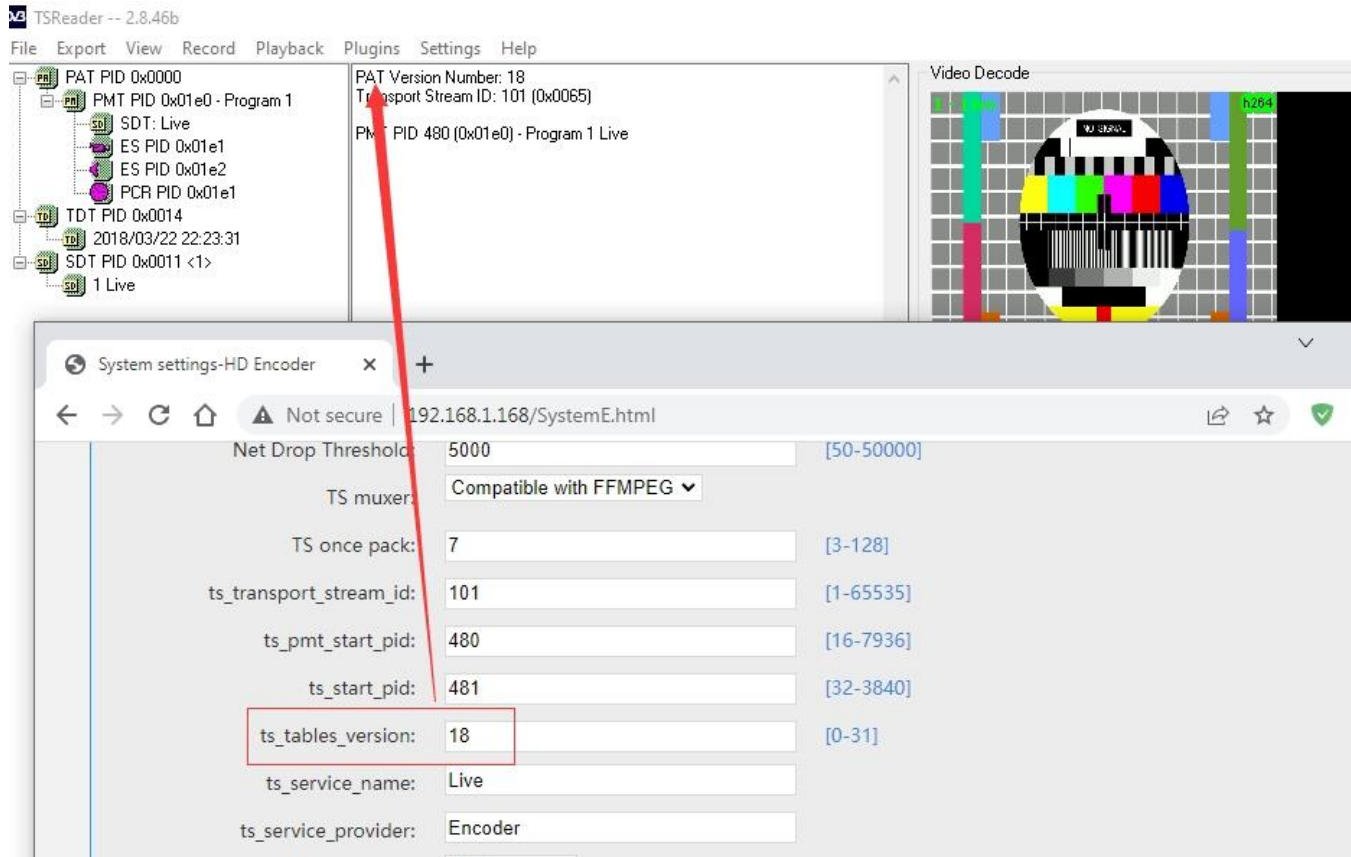 TSReader -- 2.8.46b
File Export View Record Playback Plugins Settings Help
PAT PID 0x0000
PMT PID 0x01e0 - Program 1
SDT: Live
ES PID 0x01e1
ES PID 0x01e2
PCR PID 0x01e1
TDT PID 0x0014
2018/03/22 22:23:31
SDT PID 0x0011 <1>
1 Live
PAT Version Number: 18
Transport Stream ID: 101 (0x0065)
PMT PID 480 (0x01e0) - Program 1 Live
Video Decode
h264
NO SIGNAL
System settings-HD Encoder
Not secure | 192.168.1.168/SystemE.html
Net Drop Threshold: 5000 [50-50000]
TS muxer: Compatible with FFMPEG
TS once pack: 7 [3-128]
ts_transport_stream_id: 101 [1-65535]
ts_pmt_start_pid: 480 [16-7936]
ts_start_pid: 481 [32-3840]
ts_tables_version: 18 [0-31]
ts_service_name: Live
ts_service_provider: Encoder